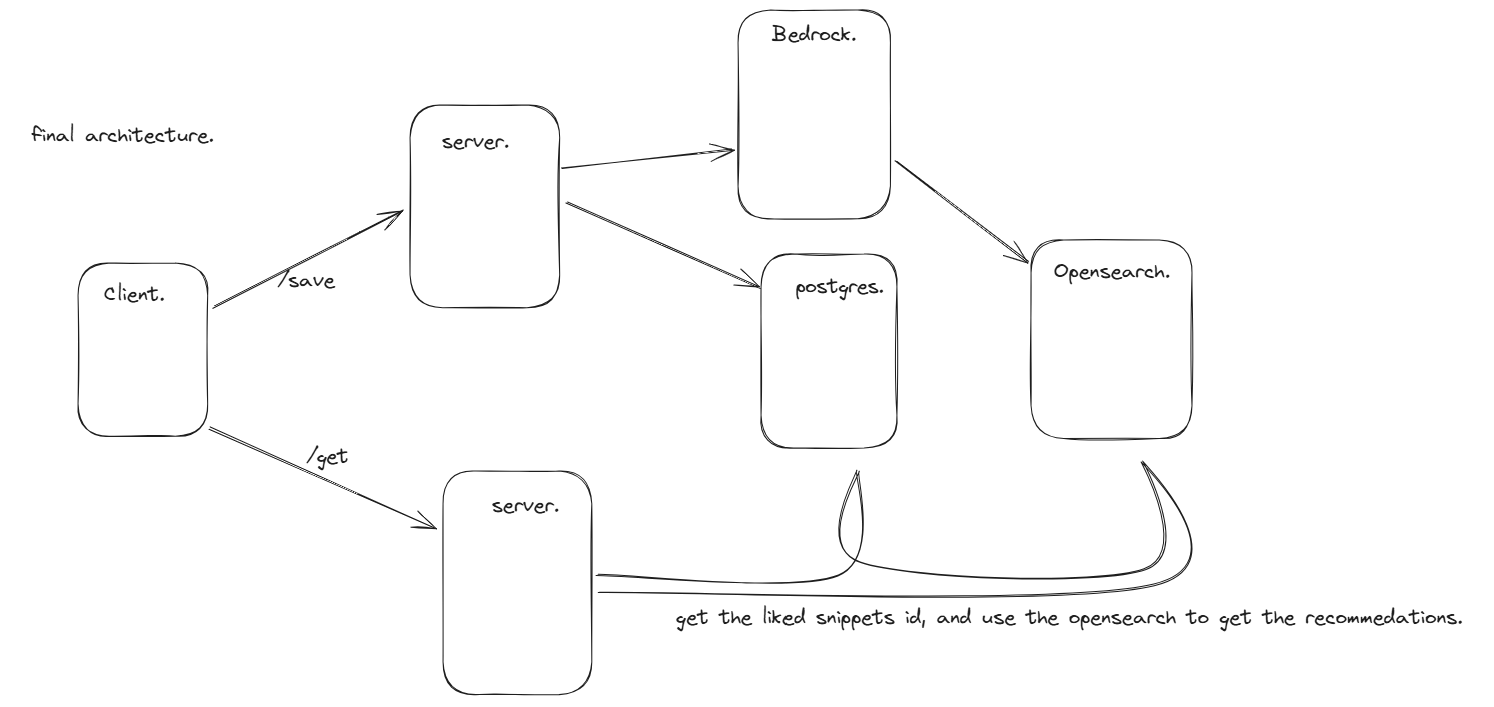 Bedrock.
final architecture.
server.
/save
Client.
postgres.
Opensearch.
/get
server.
get the liked snippets id, and use the opensearch to get the recommedations.